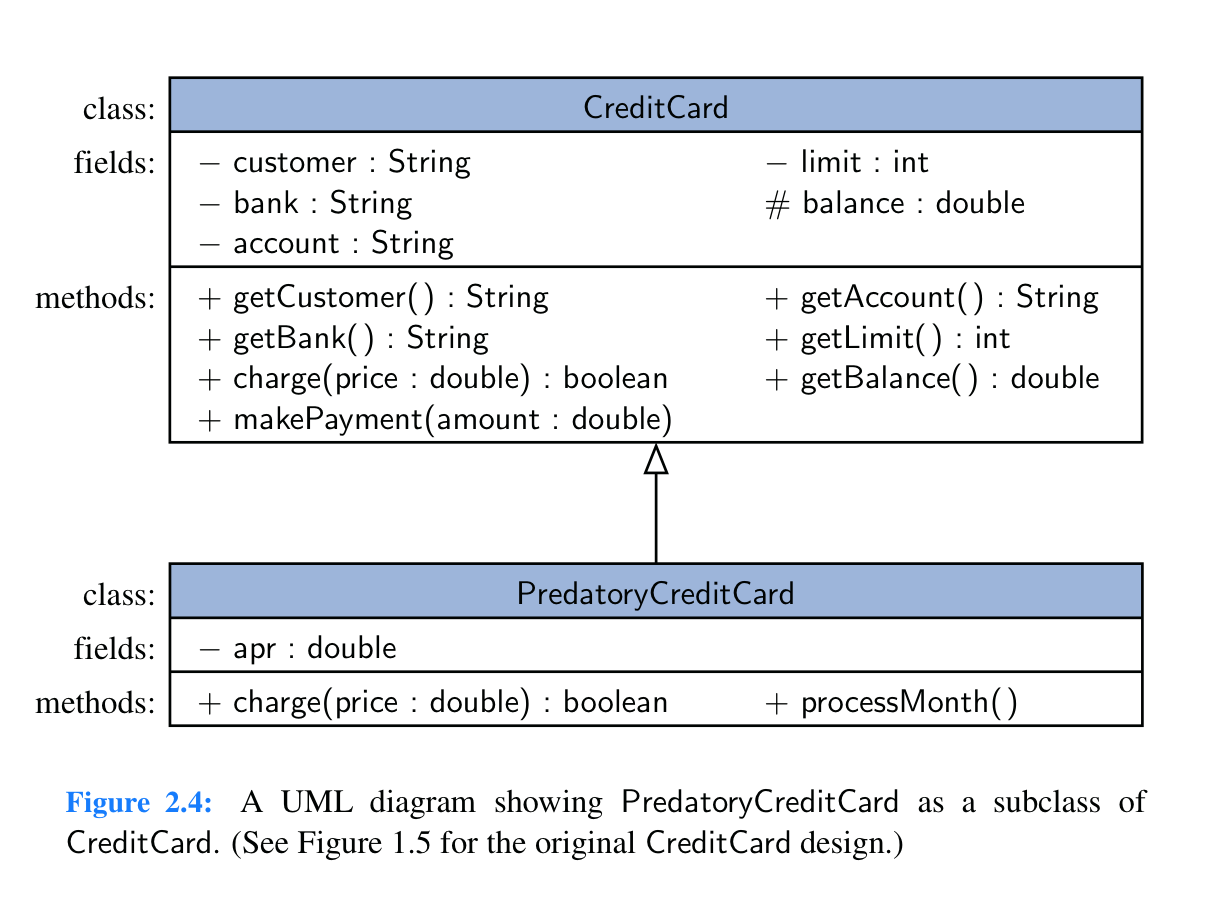 class: CreditCard
fields: − customer : String − limit : int
− bank : String # balance : double
− account : String
methods: + getCustomer() : String + getAccount() : String
+ getBank() : String + getLimit() : int
+ charge(price : double) : boolean + getBalance() : double
+ makePayment(amount : double)
class: PredatoryCreditCard
fields: − apr : double
methods: + charge(price : double) : boolean + processMonth()
Figure 2.4: A UML diagram showing PredatoryCreditCard as a subclass of
CreditCard. (See Figure 1.5 for the original CreditCard design.)